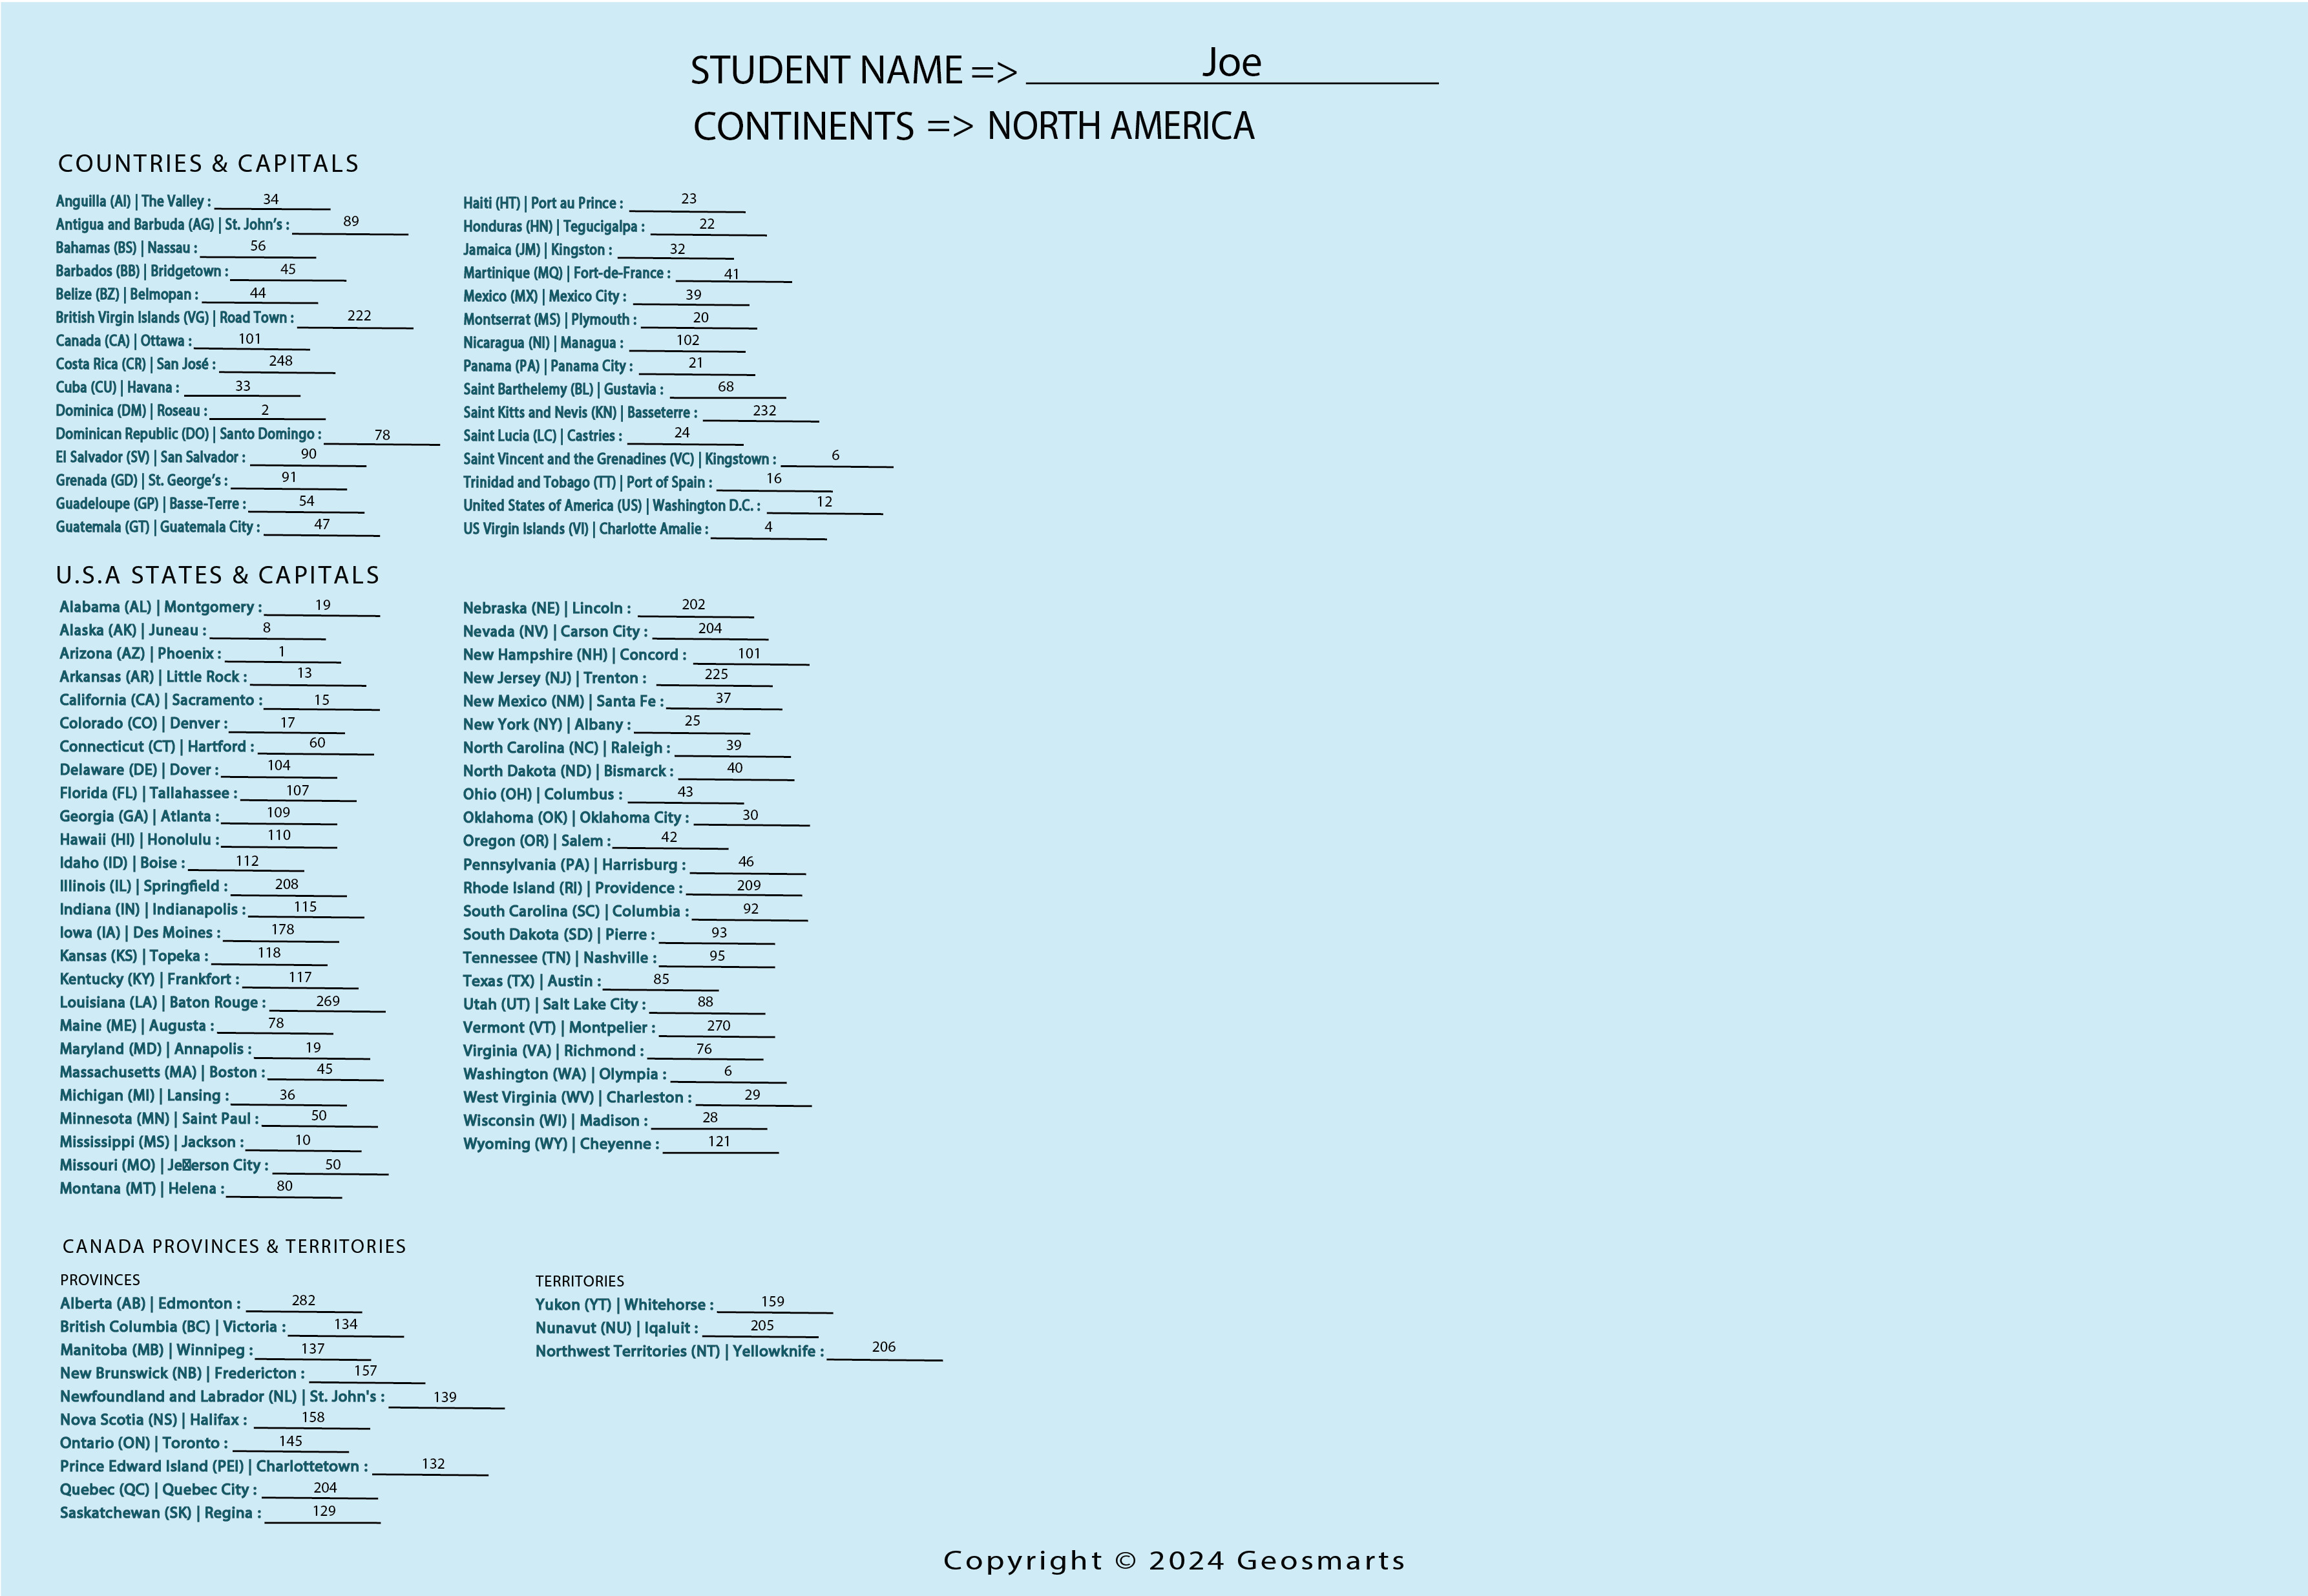 STUDENT NAME => Joe
CONTINENTS => NORTH AMERICA
COUNTRIES & CAPITALS
Anguilla (AI) | The Valley : 34
Antigua and Barbuda (AG) | St. John’s : 89
Bahamas (BS) | Nassau : 56
Barbados (BB) | Bridgetown : 45
Belize (BZ) | Belmopan : 44
British Virgin Islands (VG) | Road Town : 222
Canada (CA) | Ottawa : 101
Costa Rica (CR) | San José : 248
Cuba (CU) | Havana : 33
Dominica (DM) | Roseau : 2
Dominican Republic (DO) | Santo Domingo : 78
El Salvador (SV) | San Salvador : 90
Grenada (GD) | St. George’s : 91
Guadeloupe (GP) | Basse-Terre : 54
Guatemala (GT) | Guatemala City : 47
Haiti (HT) | Port au Prince : 23
Honduras (HN) | Tegucigalpa : 22
Jamaica (JM) | Kingston : 32
Martinique (MQ) | Fort-de-France : 41
Mexico (MX) | Mexico City : 39
Montserrat (MS) | Plymouth : 20
Nicaragua (NI) | Managua : 102
Panama (PA) | Panama City : 21
Saint Barthelemy (BL) | Gustavia : 68
Saint Kitts and Nevis (KN) | Basseterre : 232
Saint Lucia (LC) | Castries : 24
Saint Vincent and the Grenadines (VC) | Kingstown : 6
Trinidad and Tobago (TT) | Port of Spain : 16
United States of America (US) | Washington D.C. : 12
US Virgin Islands (VI) | Charlotte Amalie : 4
U.S.A STATES & CAPITALS
Alabama (AL) | Montgomery : 19
Alaska (AK) | Juneau : 8
Arizona (AZ) | Phoenix : 1
Arkansas (AR) | Little Rock : 13
California (CA) | Sacramento : 15
Colorado (CO) | Denver : 17
Connecticut (CT) | Hartford : 60
Delaware (DE) | Dover : 104
Florida (FL) | Tallahassee : 107
Georgia (GA) | Atlanta : 109
Hawaii (HI) | Honolulu : 110
Idaho (ID) | Boise : 112
Illinois (IL) | Springfield : 208
Indiana (IN) | Indianapolis : 115
Iowa (IA) | Des Moines : 178
Kansas (KS) | Topeka : 118
Kentucky (KY) | Frankfort : 117
Louisiana (LA) | Baton Rouge : 269
Maine (ME) | Augusta : 78
Maryland (MD) | Annapolis : 19
Massachusetts (MA) | Boston : 45
Michigan (MI) | Lansing : 36
Minnesota (MN) | Saint Paul : 50
Mississippi (MS) | Jackson : 10
Missouri (MO) | Je☒erson City : 50
Montana (MT) | Helena : 80
Nebraska (NE) | Lincoln : 202
Nevada (NV) | Carson City : 204
New Hampshire (NH) | Concord : 101
New Jersey (NJ) | Trenton : 225
New Mexico (NM) | Santa Fe : 37
New York (NY) | Albany : 25
North Carolina (NC) | Raleigh : 39
North Dakota (ND) | Bismarck : 40
Ohio (OH) | Columbus : 43
Oklahoma (OK) | Oklahoma City : 30
Oregon (OR) | Salem : 42
Pennsylvania (PA) | Harrisburg : 46
Rhode Island (RI) | Providence : 209
South Carolina (SC) | Columbia : 92
South Dakota (SD) | Pierre : 93
Tennessee (TN) | Nashville : 95
Texas (TX) | Austin : 85
Utah (UT) | Salt Lake City : 88
Vermont (VT) | Montpelier : 270
Virginia (VA) | Richmond : 76
Washington (WA) | Olympia : 6
West Virginia (WV) | Charleston : 29
Wisconsin (WI) | Madison : 28
Wyoming (WY) | Cheyenne : 121
CANADA PROVINCES & TERRITORIES
PROVINCES
Alberta (AB) | Edmonton : 282
British Columbia (BC) | Victoria : 134
Manitoba (MB) | Winnipeg : 137
New Brunswick (NB) | Fredericton : 157
Newfoundland and Labrador (NL) | St. John's : 139
Nova Scotia (NS) | Halifax : 158
Ontario (ON) | Toronto : 145
Prince Edward Island (PEI) | Charlottetown : 132
Quebec (QC) | Quebec City : 204
Saskatchewan (SK) | Regina : 129
TERRITORIES
Yukon (YT) | Whitehorse : 159
Nunavut (NU) | Iqaluit : 205
Northwest Territories (NT) | Yellowknife : 206
Copyright © 2024 Geosmarts